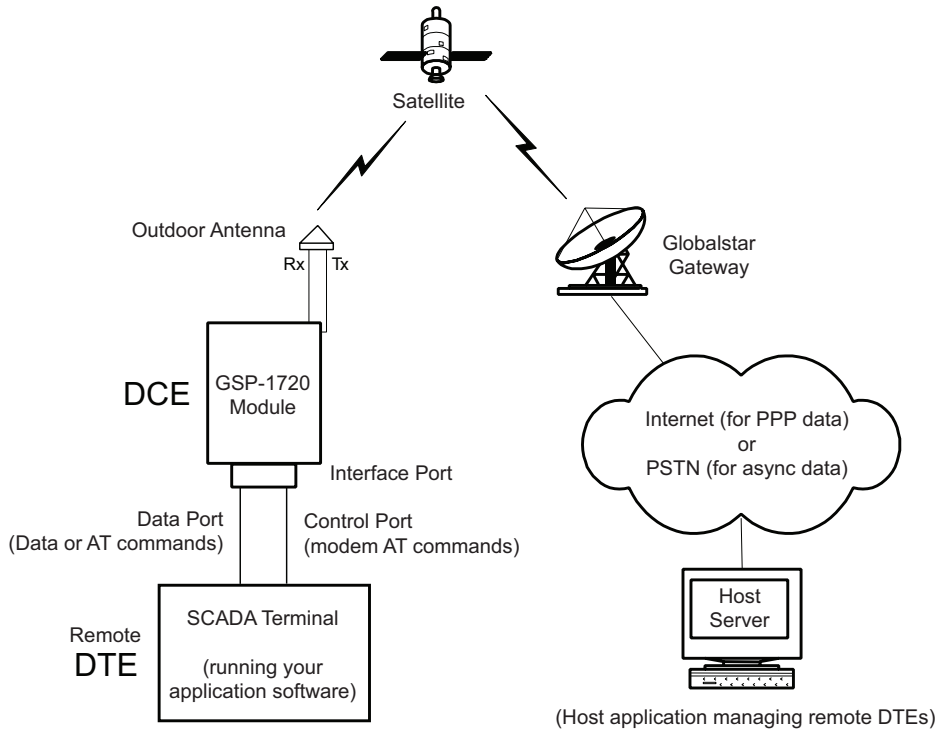 Satellite
Outdoor Antenna
Rx
Tx
Globalstar
Gateway
DCE
GSP-1720
Module
Interface Port
Data Port
(Data or AT commands)
Control Port
(modem AT commands)
Internet (for PPP data)
or
PSTN (for async data)
Remote
DTE
SCADA Terminal
(running your
application software)
Host
Server
(Host application managing remote DTEs)